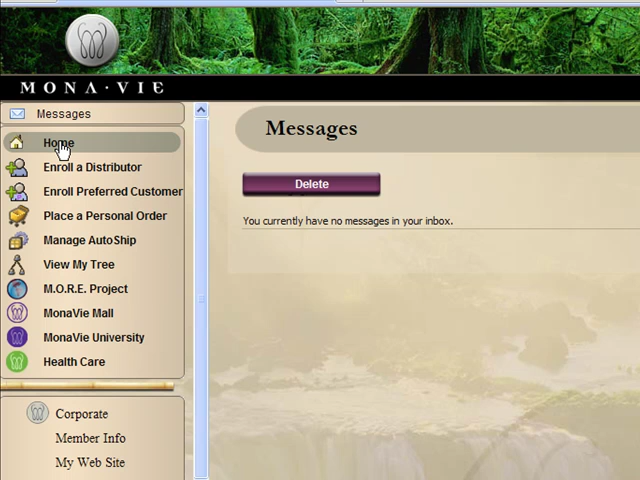 MONA·VIE
Messages
Home
Enroll a Distributor
Enroll Preferred Customer
Place a Personal Order
Manage AutoShip
View My Tree
M.O.R.E. Project
MonaVie Mall
MonaVie University
Health Care
Corporate
Member Info
My Web Site
Messages
Delete
You currently have no messages in your inbox.